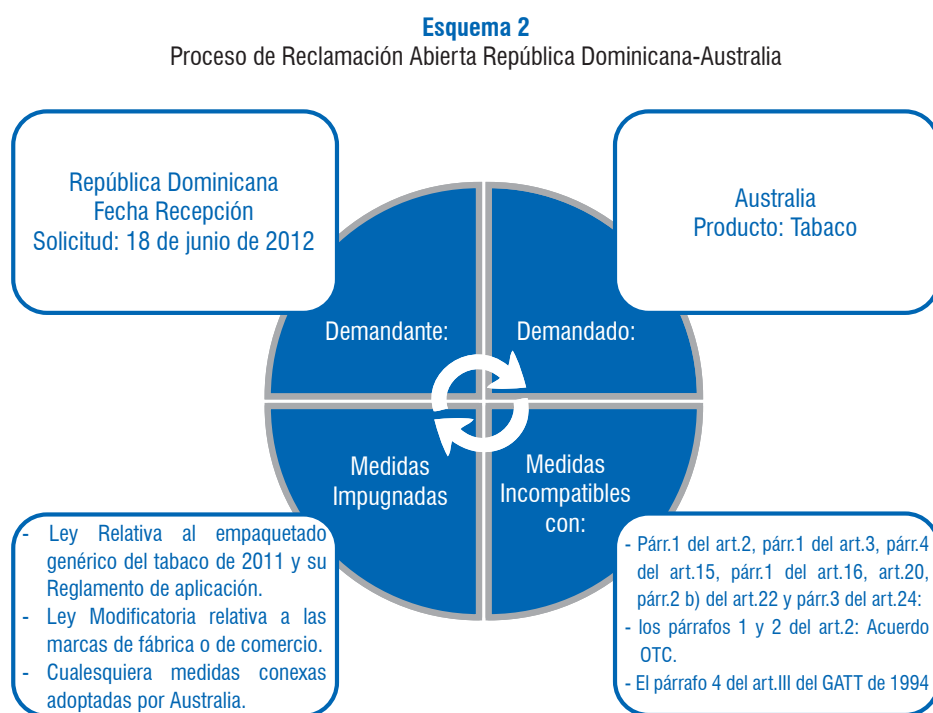 Esquema 2
Proceso de Reclamación Abierta República Dominicana-Australia
República Dominicana
Fecha Recepción
Solicitud: 18 de junio de 2012
Australia
Producto: Tabaco
Demandante:
Demandado:
Medidas
Impugnadas
Medidas
Incompatibles
con:
- Ley Relativa al empaquetado
genérico del tabaco de 2011 y su
Reglamento de aplicación.
- Ley Modificatoria relativa a las
marcas de fábrica o de comercio.
- Cualesquiera medidas conexas
adoptadas por Australia.
- Párr.1 del art.2, párr.1 del art.3, párr.4
del art.15, párr.1 del art.16, art.20,
párr.2 b) del art.22 y párr.3 del art.24:
- los párrafos 1 y 2 del art.2: Acuerdo
OTC.
- El párrafo 4 del art.III del GATT de 1994